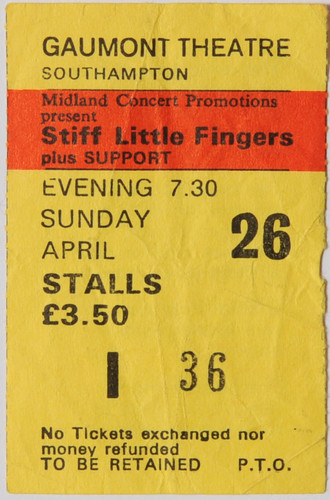 GAUMONT THEATRE
SOUTHAMPTON
Midland Concert Promotions
present
Stiff Little Fingers
plus SUPPORT
EVENING 7.30
SUNDAY
APRIL 26
STALLS
£3.50
I 36
No Tickets exchanged nor
money refunded
TO BE RETAINED P.T.O.